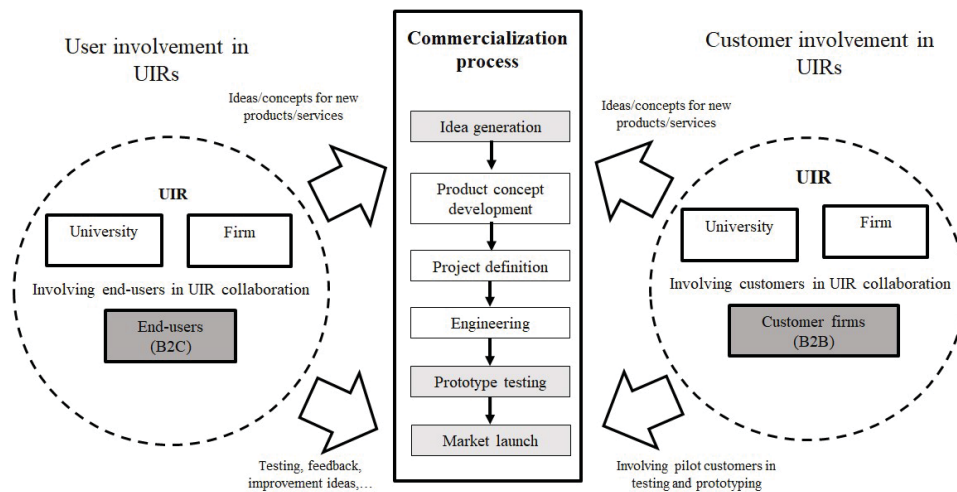 User involvement in
UIRs
Ideas/concepts for new
products/services
UIR
University
Firm
Involving end-users in UIR collaboration
End-users
(B2C)
Testing, feedback,
improvement ideas,...
Commercialization
process
Idea generation
Product concept
development
Project definition
Engineering
Prototype testing
Market launch
Customer involvement in
UIRs
Ideas/concepts for new
products/services
UIR
University
Firm
Involving customers in UIR collaboration
Customer firms
(B2B)
Involving pilot customers in
testing and prototyping